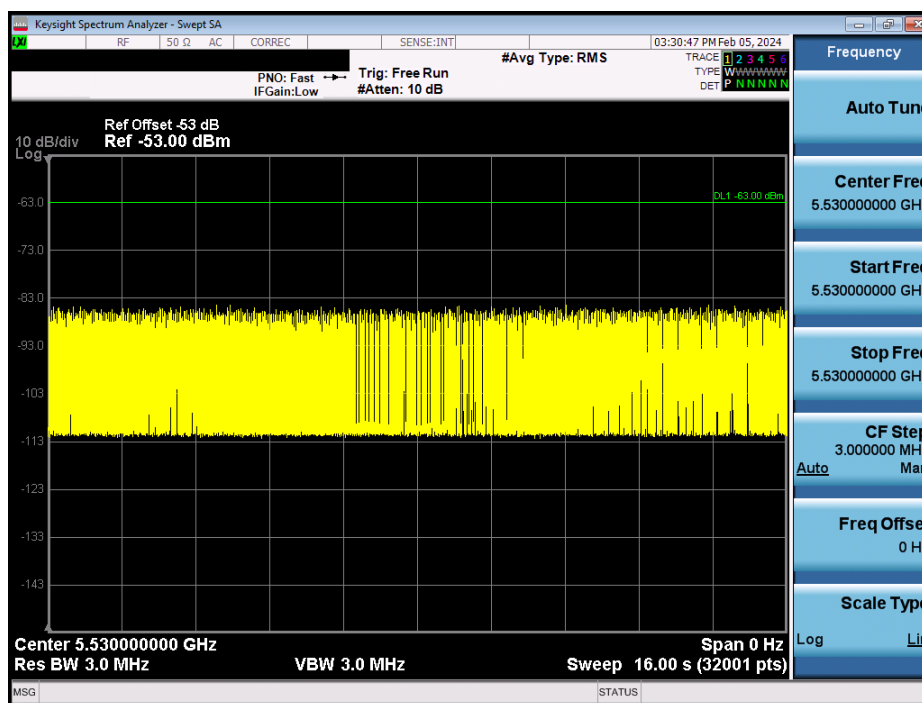 Keysight Spectrum Analyzer - Swept SA
LXI RF 50 Ω AC CORREC SENSE:INT 03:30:47 PM Feb 05, 2024
#Avg Type: RMS
TRACE 1 2 3 4 5 6
TYPE WWWWWWW
DET P N N N N N
PNO: Fast
IFGain:Low
Trig: Free Run
#Atten: 10 dB
Ref Offset -53 dB
10 dB/div Ref -53.00 dBm
Log
DL1 -63.00 dBm
-63.0
-73.0
-83.0
-93.0
-103
-113
-123
-133
-143
Center 5.530000000 GHz Span 0 Hz
Res BW 3.0 MHz VBW 3.0 MHz Sweep 16.00 s (32001 pts)
MSG STATUS
Frequency
Auto Tun
Center Fre
5.530000000 GH
Start Fre
5.530000000 GH
Stop Fre
5.530000000 GH
CF Ste
3.000000 MH
Auto Ma
Freq Offse
0 H
Scale Typ
Log Li